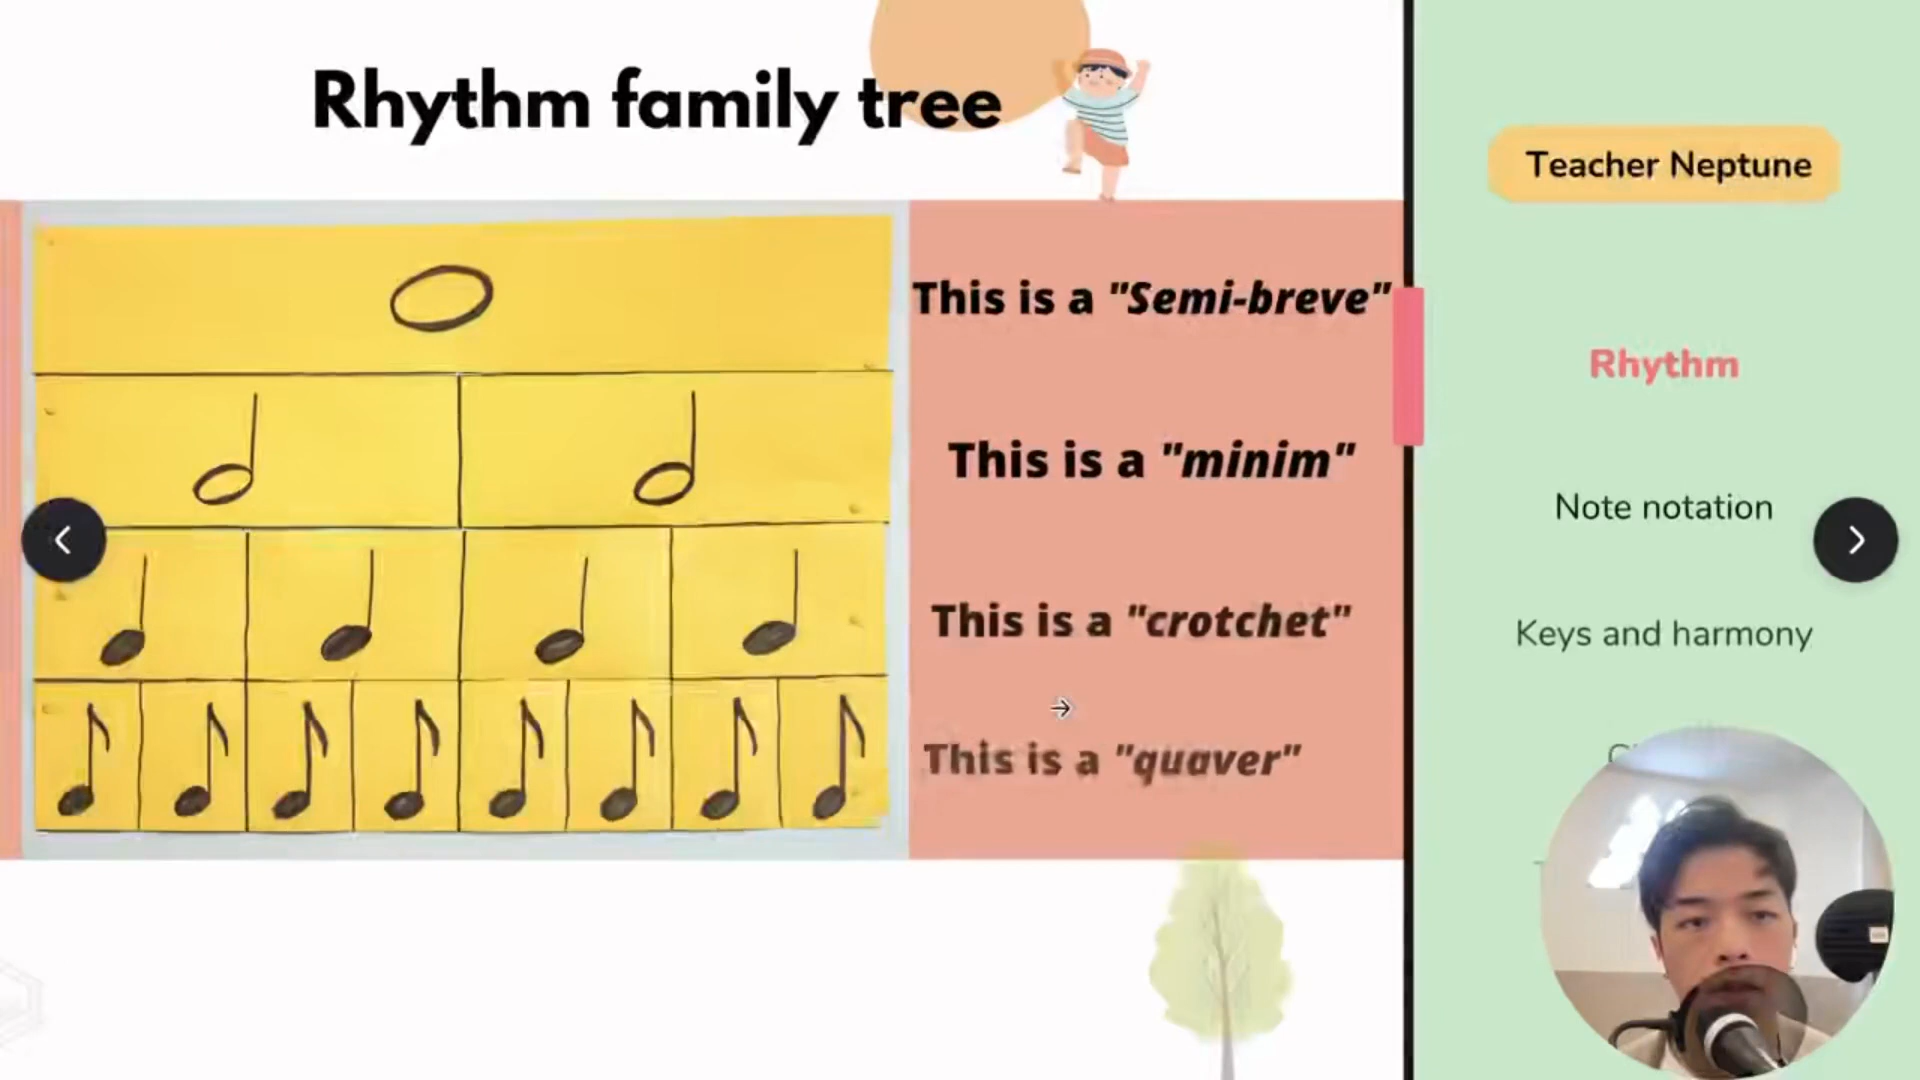 Rhythm family tree
This is a "Semi-breve"
This is a "minim"
This is a "crotchet"
This is a "quaver"
Teacher Neptune
Rhythm
Note notation
Keys and harmony